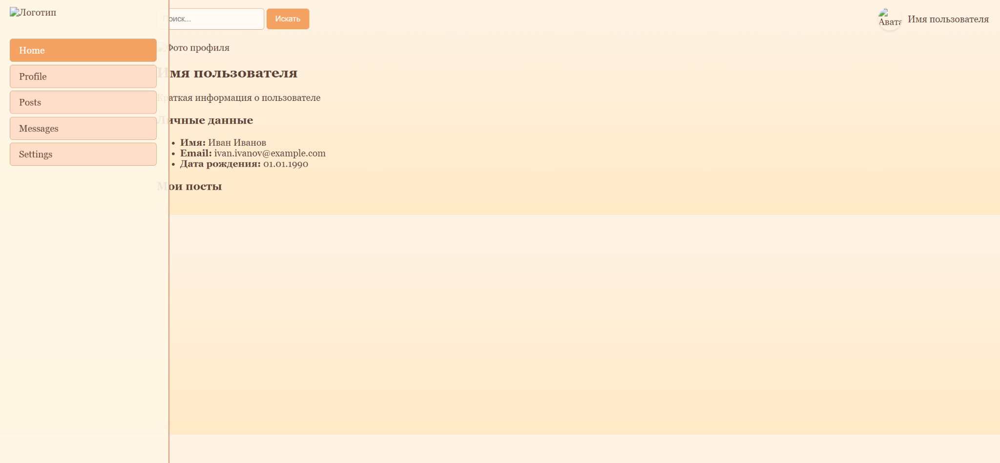 Логотип
Home
Profile
Posts
Messages
Settings
Поиск...
Искать
Аватар
Имя пользователя
Фото профиля
Имя пользователя
Краткая информация о пользователе
Личные данные
• Имя: Иван Иванов
• Email: ivan.ivanov@example.com
• Дата рождения: 01.01.1990
Мои посты